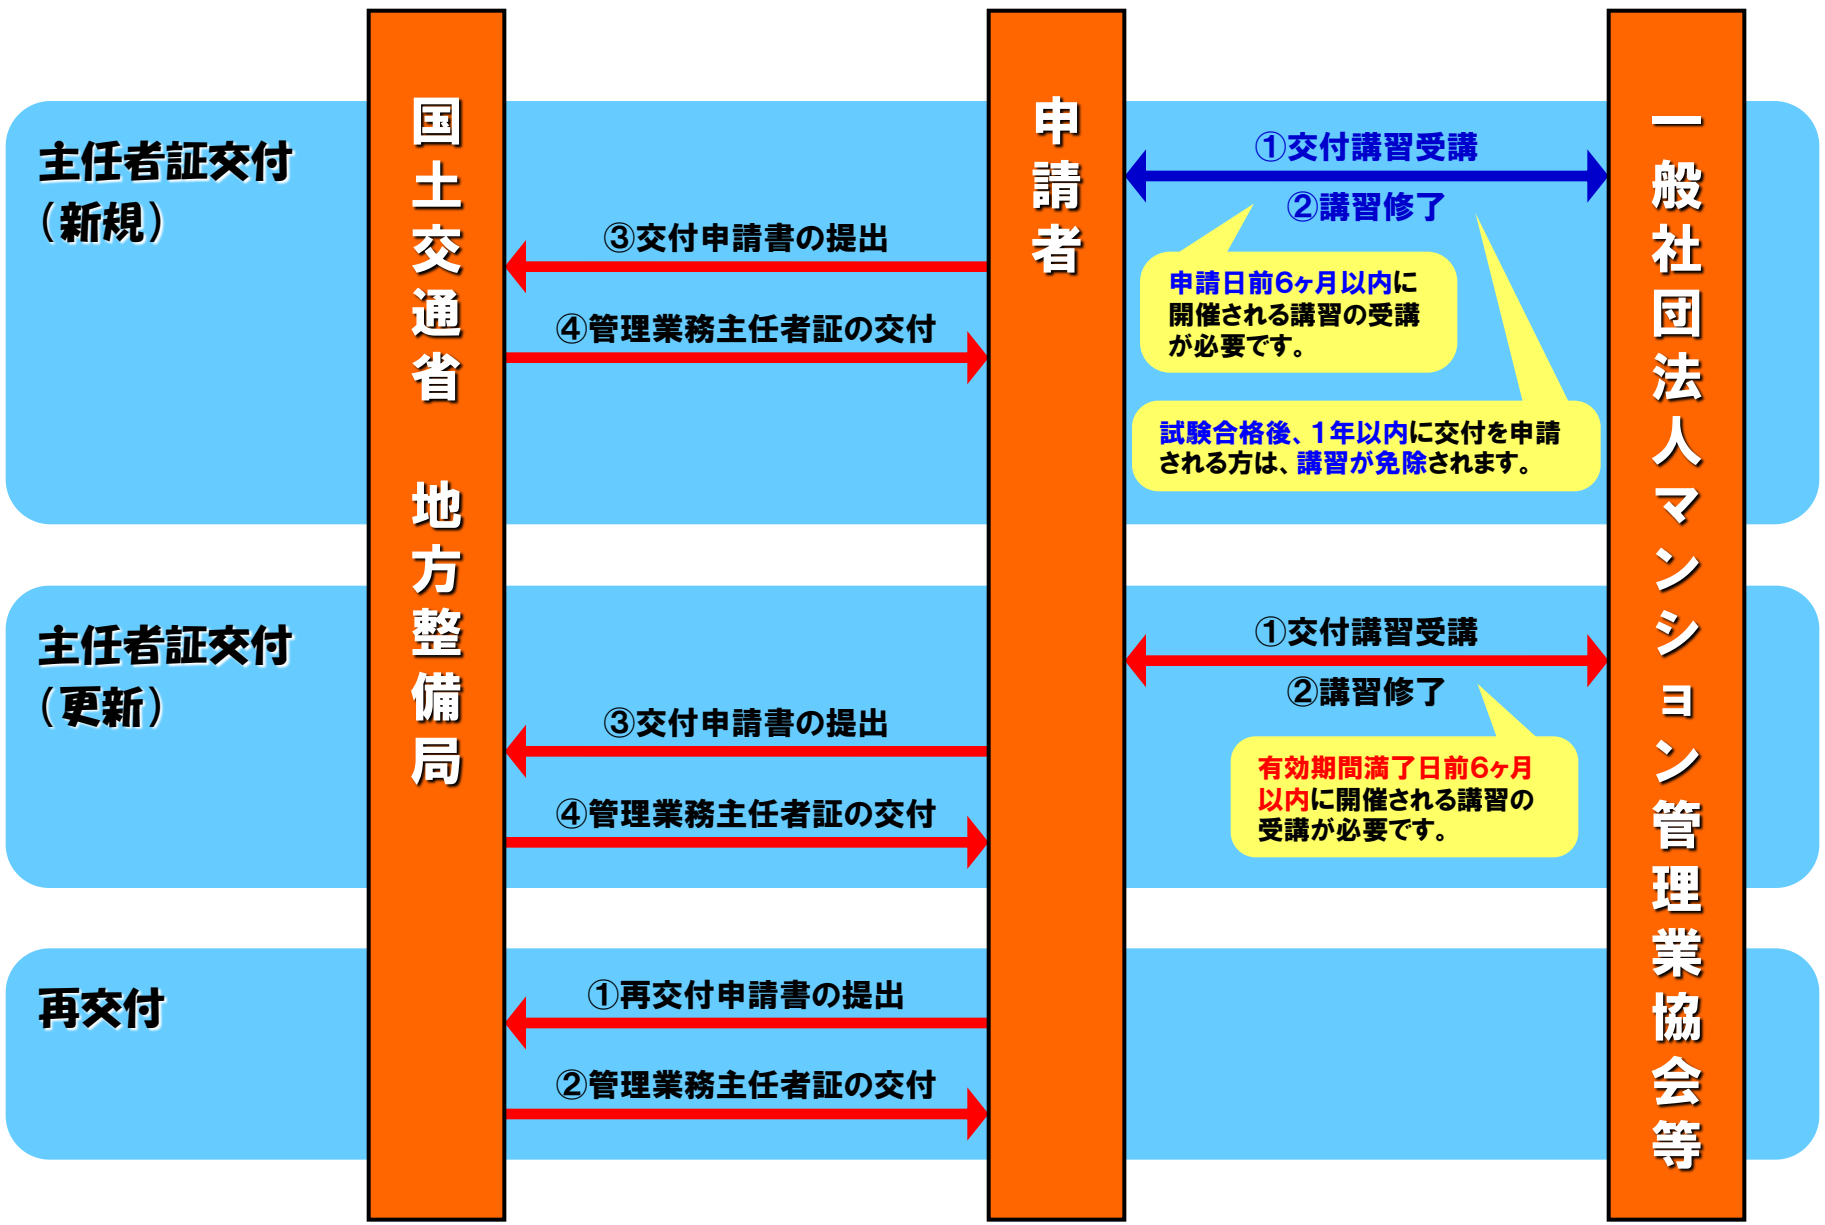 国土交通省 地方整備局
申請者
一般社団法人マンション管理業協会等
主任者証交付
（新規）
①交付講習受講
②講習修了
③交付申請書の提出
④管理業務主任者証の交付
申請日前6ヶ月以内に
開催される講習の受講
が必要です。
試験合格後、1年以内に交付を申請
される方は、講習が免除されます。
主任者証交付
（更新）
①交付講習受講
②講習修了
③交付申請書の提出
④管理業務主任者証の交付
有効期間満了日前6ヶ月
以内に開催される講習の
受講が必要です。
再交付
①再交付申請書の提出
②管理業務主任者証の交付